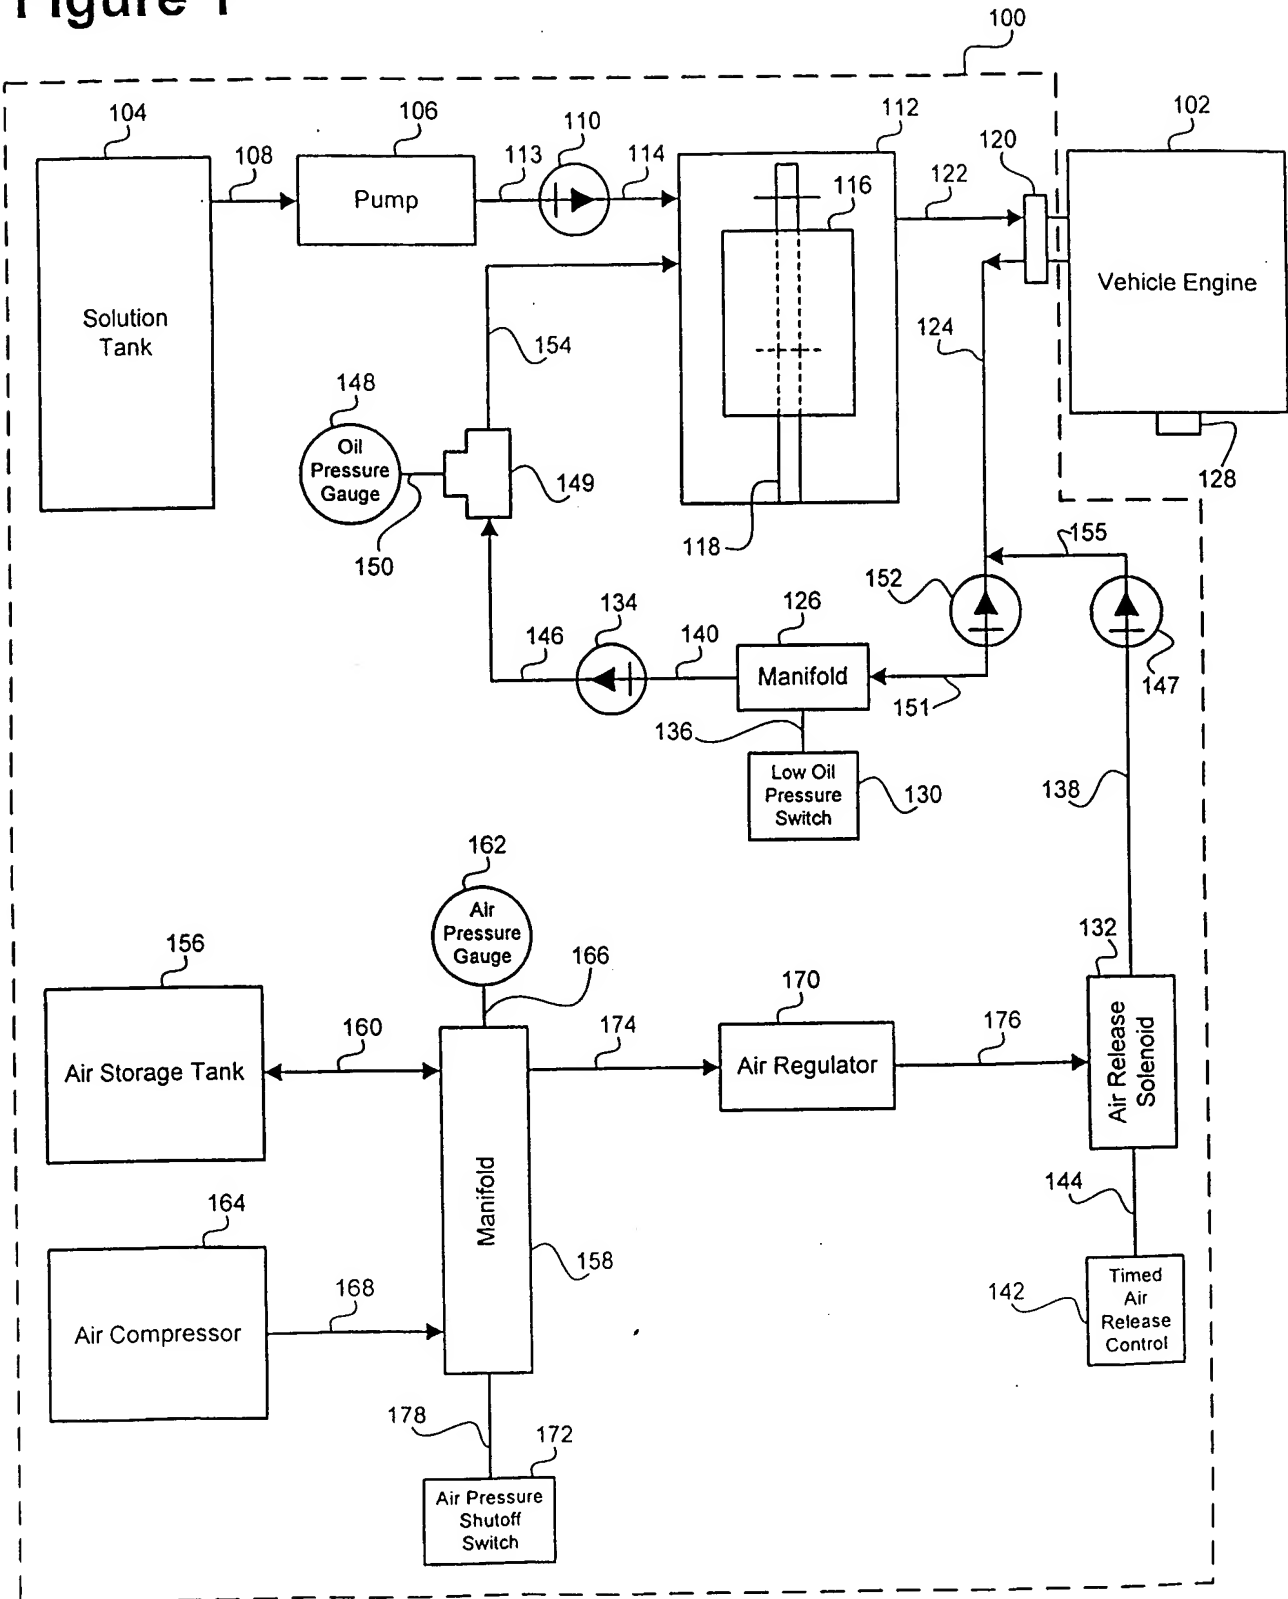 Figure 1
100
104
106
110
112
102
108
113
114
120
122
116
Pump
Solution
Tank
Vehicle Engine
124
154
148
Oil
Pressure
Gauge
149
128
150
118
155
152
126
134
146
140
Manifold
147
151
136
Low Oil
Pressure
Switch
130
138
162
Air
Pressure
Gauge
156
166
132
170
160
174
176
Air Storage Tank
Air Regulator
Air Release
Solenoid
Manifold
144
164
158
168
142
Timed
Air
Release
Control
Air Compressor
178
172
Air Pressure
Shutoff
Switch